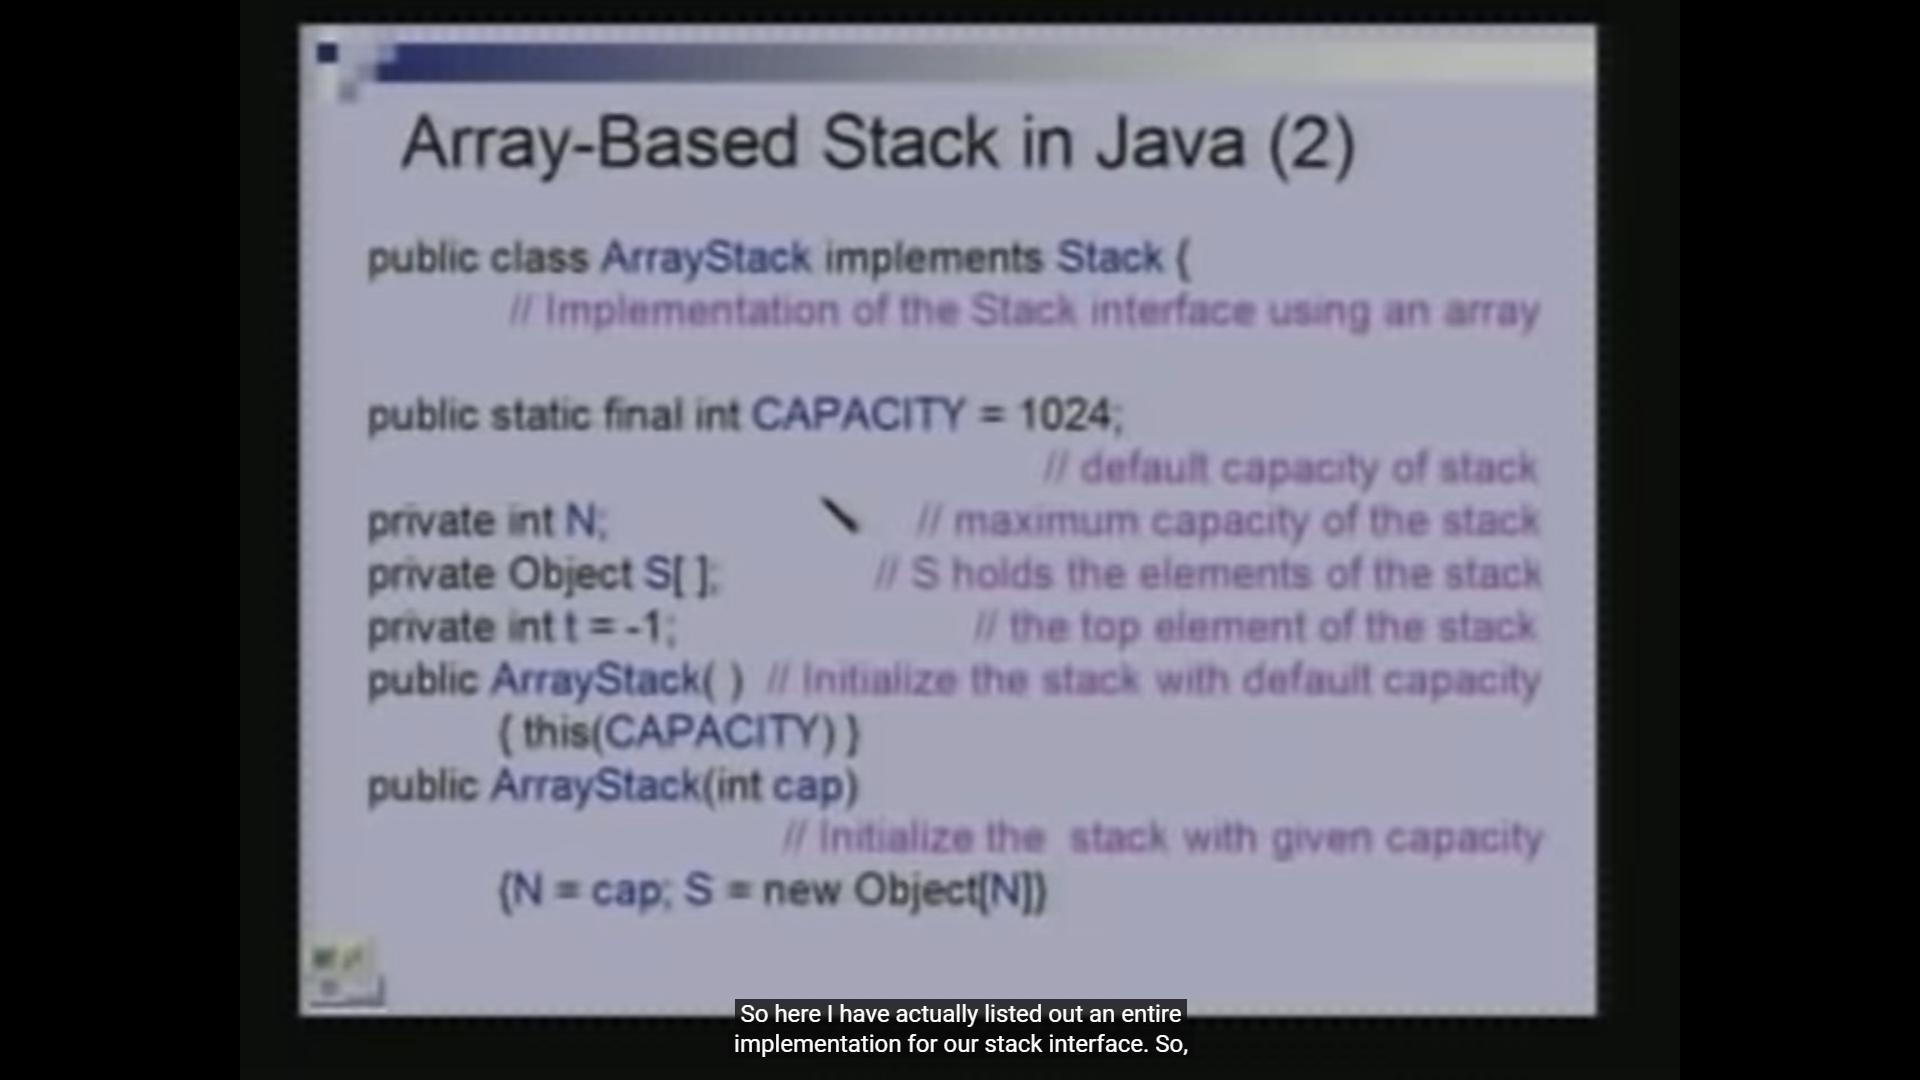 Array-Based Stack in Java (2)
public class ArrayStack implements Stack {
// Implementation of the Stack interface using an array
public static final int CAPACITY = 1024;
// default capacity of stack
private int N; // maximum capacity of the stack
private Object S[ ]; // S holds the elements of the stack
private int t = -1; // the top element of the stack
public ArrayStack( ) // Initialize the stack with default capacity
{ this(CAPACITY) }
public ArrayStack(int cap)
// Initialize the stack with given capacity
{N = cap; S = new Object[N]}
So here I have actually listed out an entire
implementation for our stack interface. So,